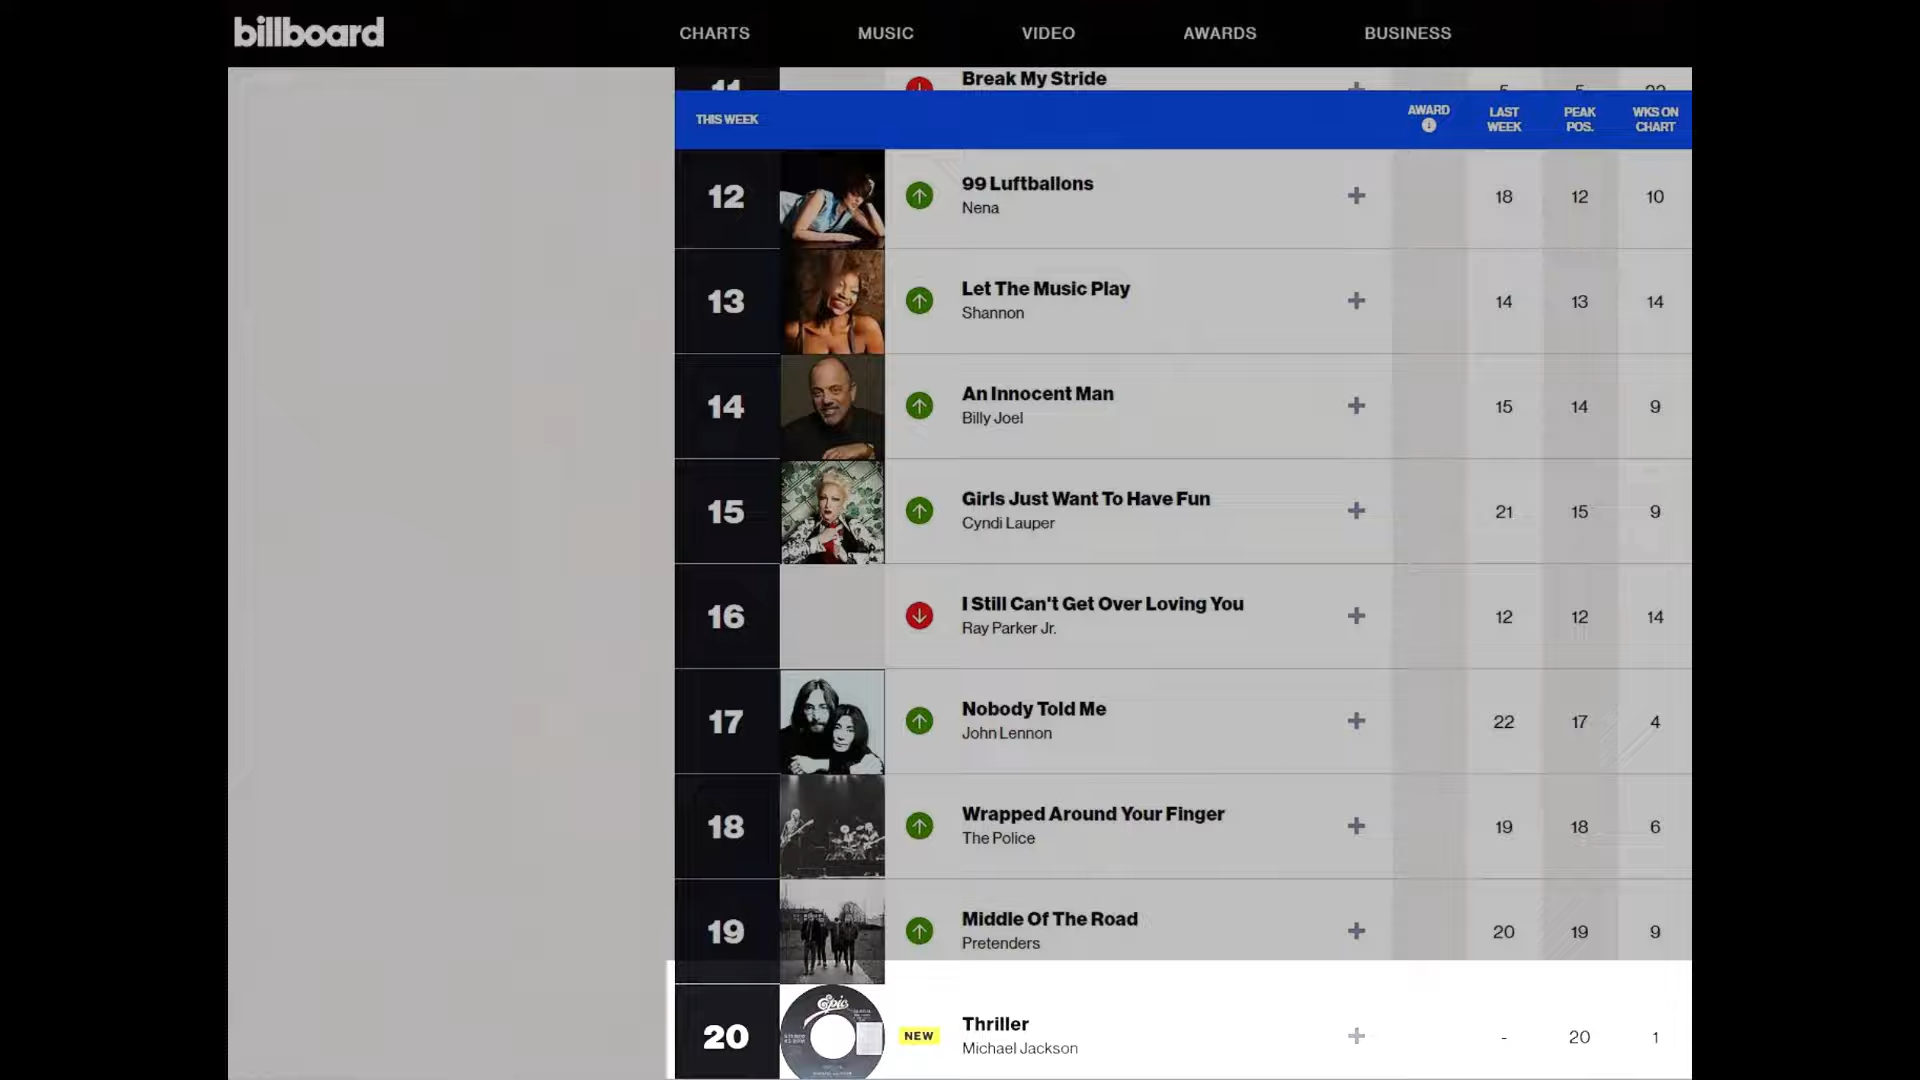 billboard
CHARTS MUSIC VIDEO AWARDS BUSINESS
11 Break My Stride 5 5 22
THIS WEEK AWARD LAST WEEK PEAK POS. WKS ON CHART
12 99 Luftballons 18 12 10
Nena
13 Let The Music Play 14 13 14
Shannon
14 An Innocent Man 15 14 9
Billy Joel
15 Girls Just Want To Have Fun 21 15 9
Cyndi Lauper
16 I Still Can't Get Over Loving You 12 12 14
Ray Parker Jr.
17 Nobody Told Me 22 17 4
John Lennon
18 Wrapped Around Your Finger 19 18 6
The Police
19 Middle Of The Road 20 19 9
Pretenders
Epic
20 NEW Thriller - 20 1
Michael Jackson